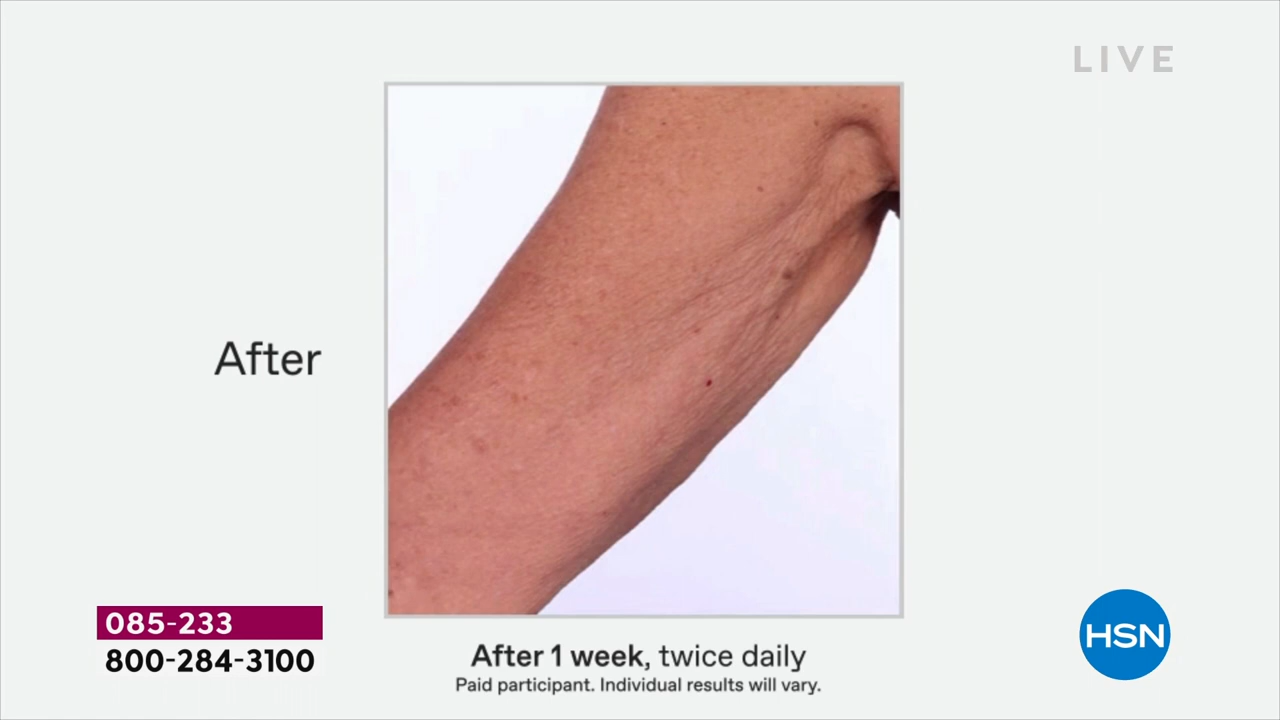 LIVE
After
085-233
800-284-3100
After 1 week, twice daily
Paid participant. Individual results will vary.
HSN